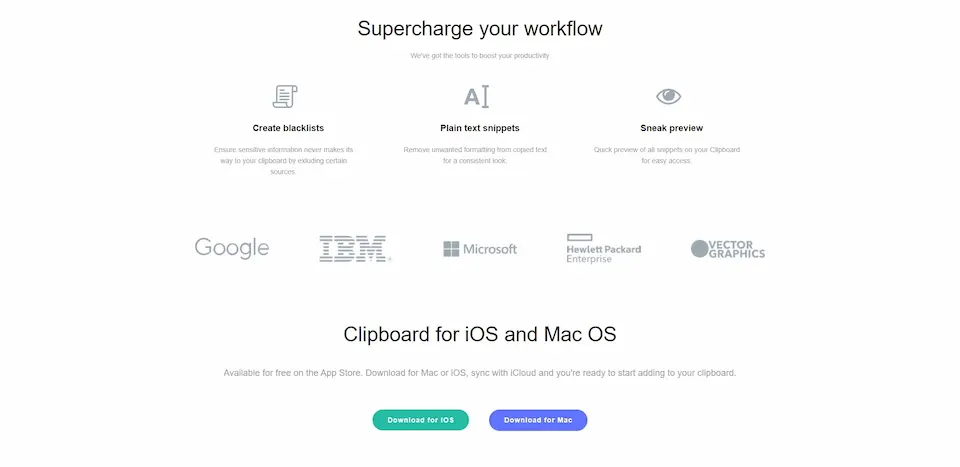 Supercharge your workflow
We've got the tools to boost your productivity
AI
Create blacklists
Plain text snippets
Sneak preview
Ensure sensitive information never makes its
way to your clipboard by exluding certain
sources.
Remove unwanted formatting from copied text
for a consistent look.
Quick preview of all snippets on your Clipboard
for easy access.
Google
IBM®
Microsoft
Hewlett Packard
Enterprise
VECTOR
GRAPHICS
Clipboard for iOS and Mac OS
Available for free on the App Store. Download for Mac or iOS, sync with iCloud and you're ready to start adding to your clipboard.
Download for iOS
Download for Mac